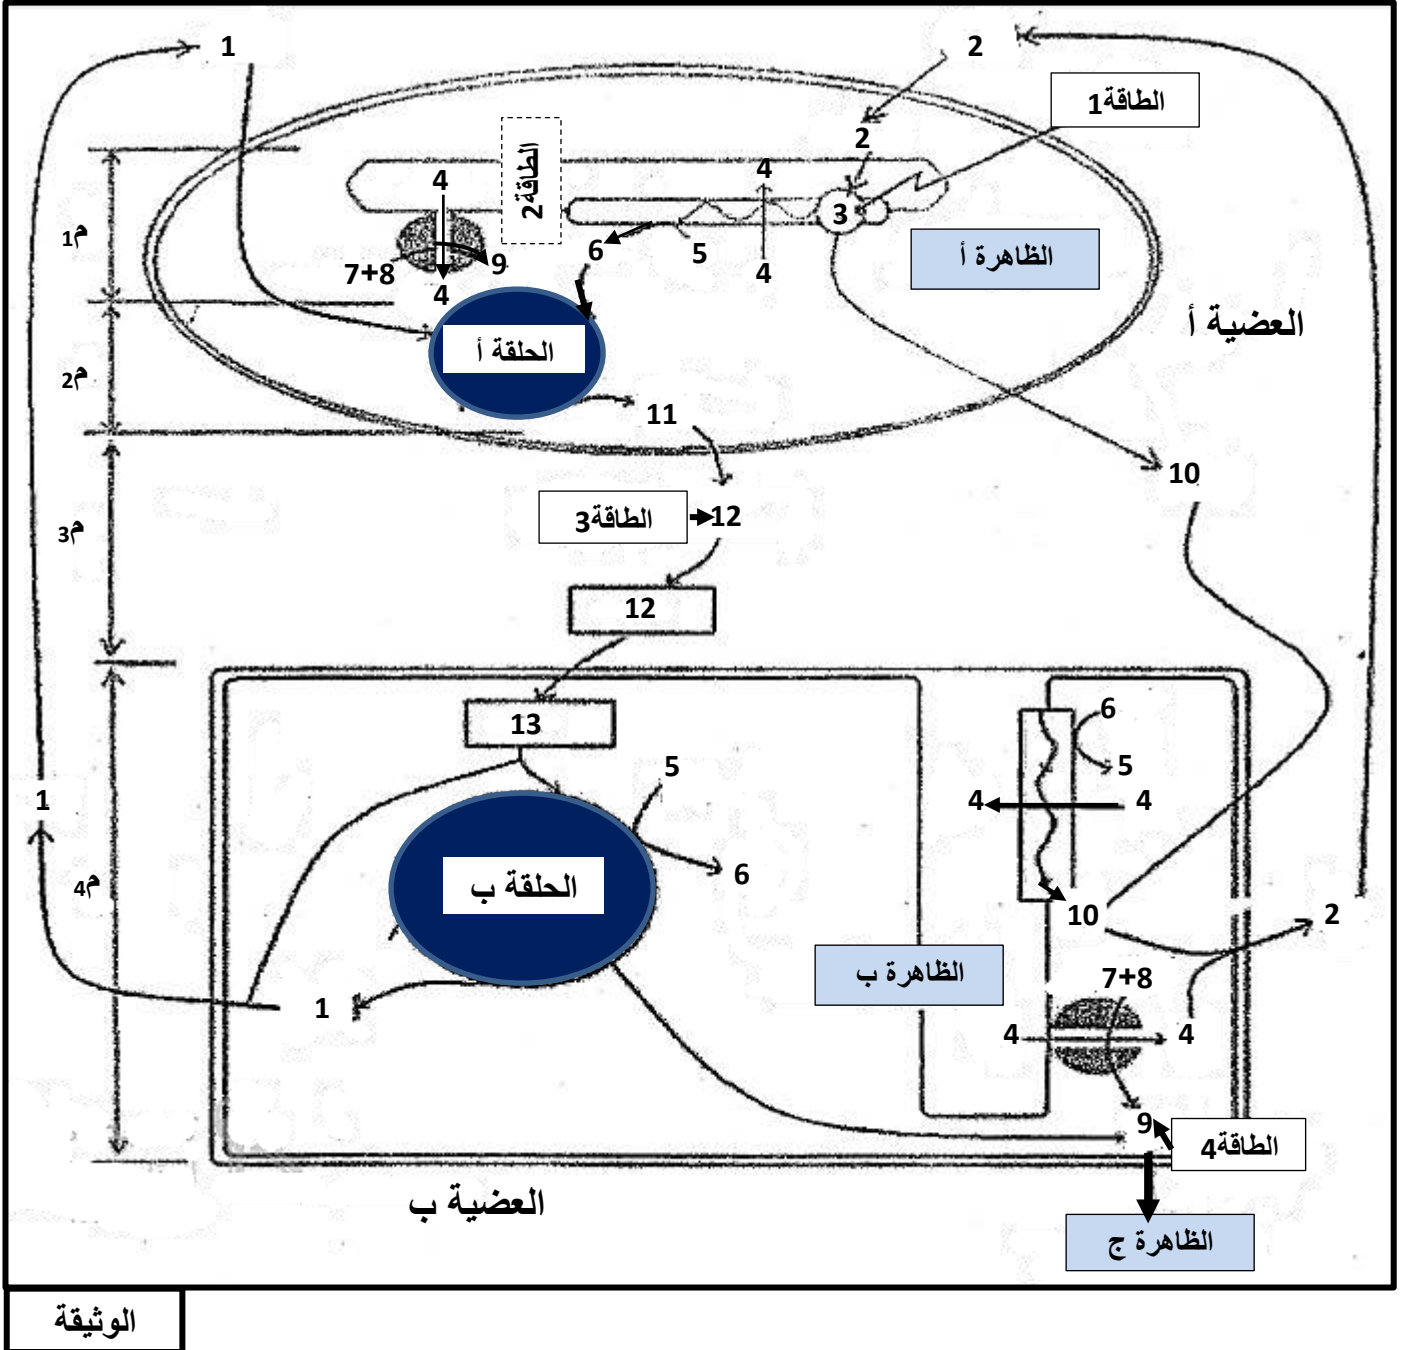 1
2
الطاقة1
2
4
4
الطاقة2
3
م1
6
5
4
7+8
9
4
الظاهرة أ
العضية أ
الحلقة أ
م2
11
10
الطاقة3
12
م3
12
13
6
5
5
4
4
1
6
م4
الحلقة ب
10
2
الظاهرة ب
7+8
1
4
4
9
الطاقة4
العضية ب
الظاهرة ج
الوثيقة